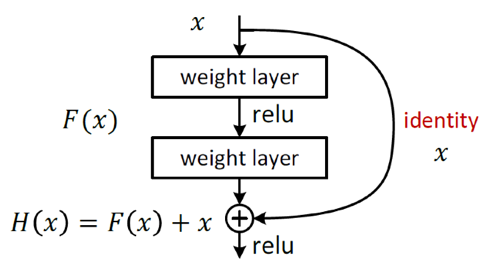 x
weight layer
relu
F(x)
identity
x
weight layer
H(x) = F(x) + x
relu